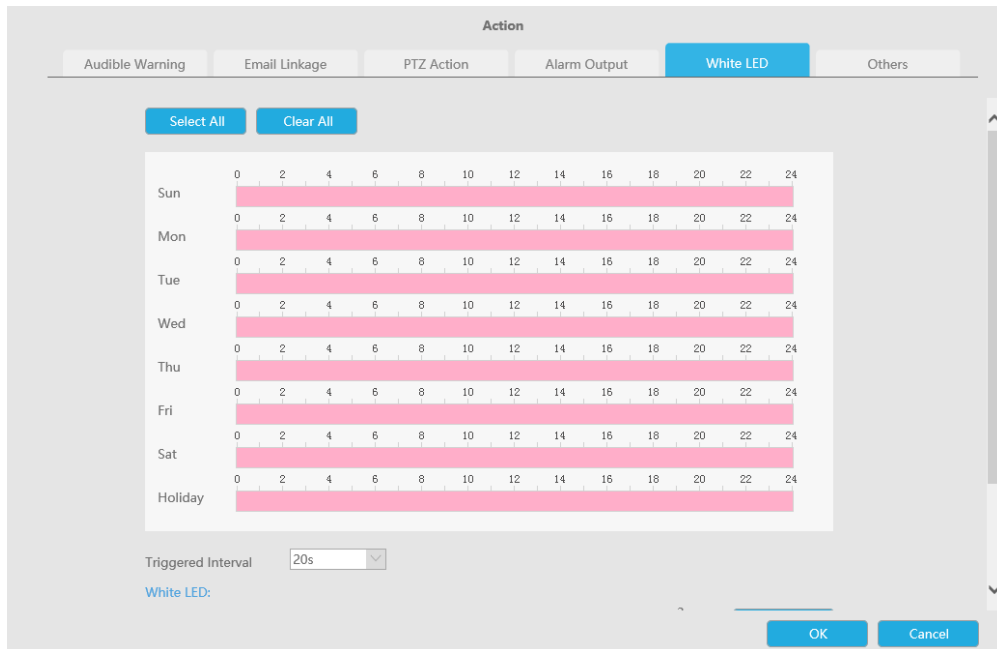 Action
Audible Warning Email Linkage PTZ Action Alarm Output White LED Others
Select All Clear All
0 2 4 6 8 10 12 14 16 18 20 22 24
Sun
0 2 4 6 8 10 12 14 16 18 20 22 24
Mon
0 2 4 6 8 10 12 14 16 18 20 22 24
Tue
0 2 4 6 8 10 12 14 16 18 20 22 24
Wed
0 2 4 6 8 10 12 14 16 18 20 22 24
Thu
0 2 4 6 8 10 12 14 16 18 20 22 24
Fri
0 2 4 6 8 10 12 14 16 18 20 22 24
Sat
0 2 4 6 8 10 12 14 16 18 20 22 24
Holiday
Triggered Interval 20s
White LED:
OK Cancel